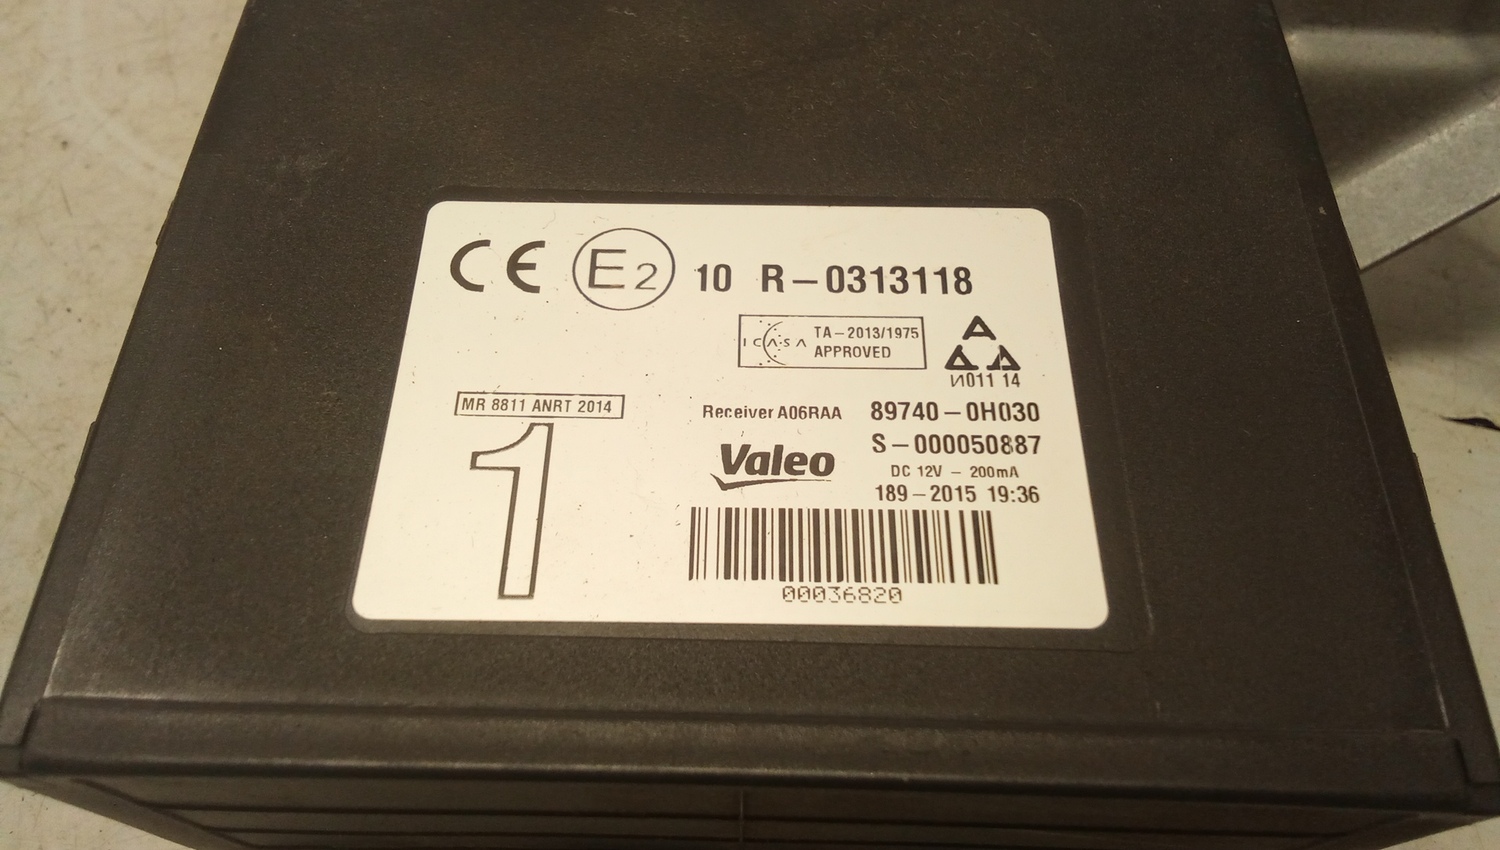 CE E2 10 R-0313118
ICASA TA-2013/1975
APPROVED
И011 14
MR 8811 ANRT 2014
Receiver A06RAA 89740-0H030
S-000050887
Valeo
DC 12V - 200mA
189-2015 19:36
1
00036820